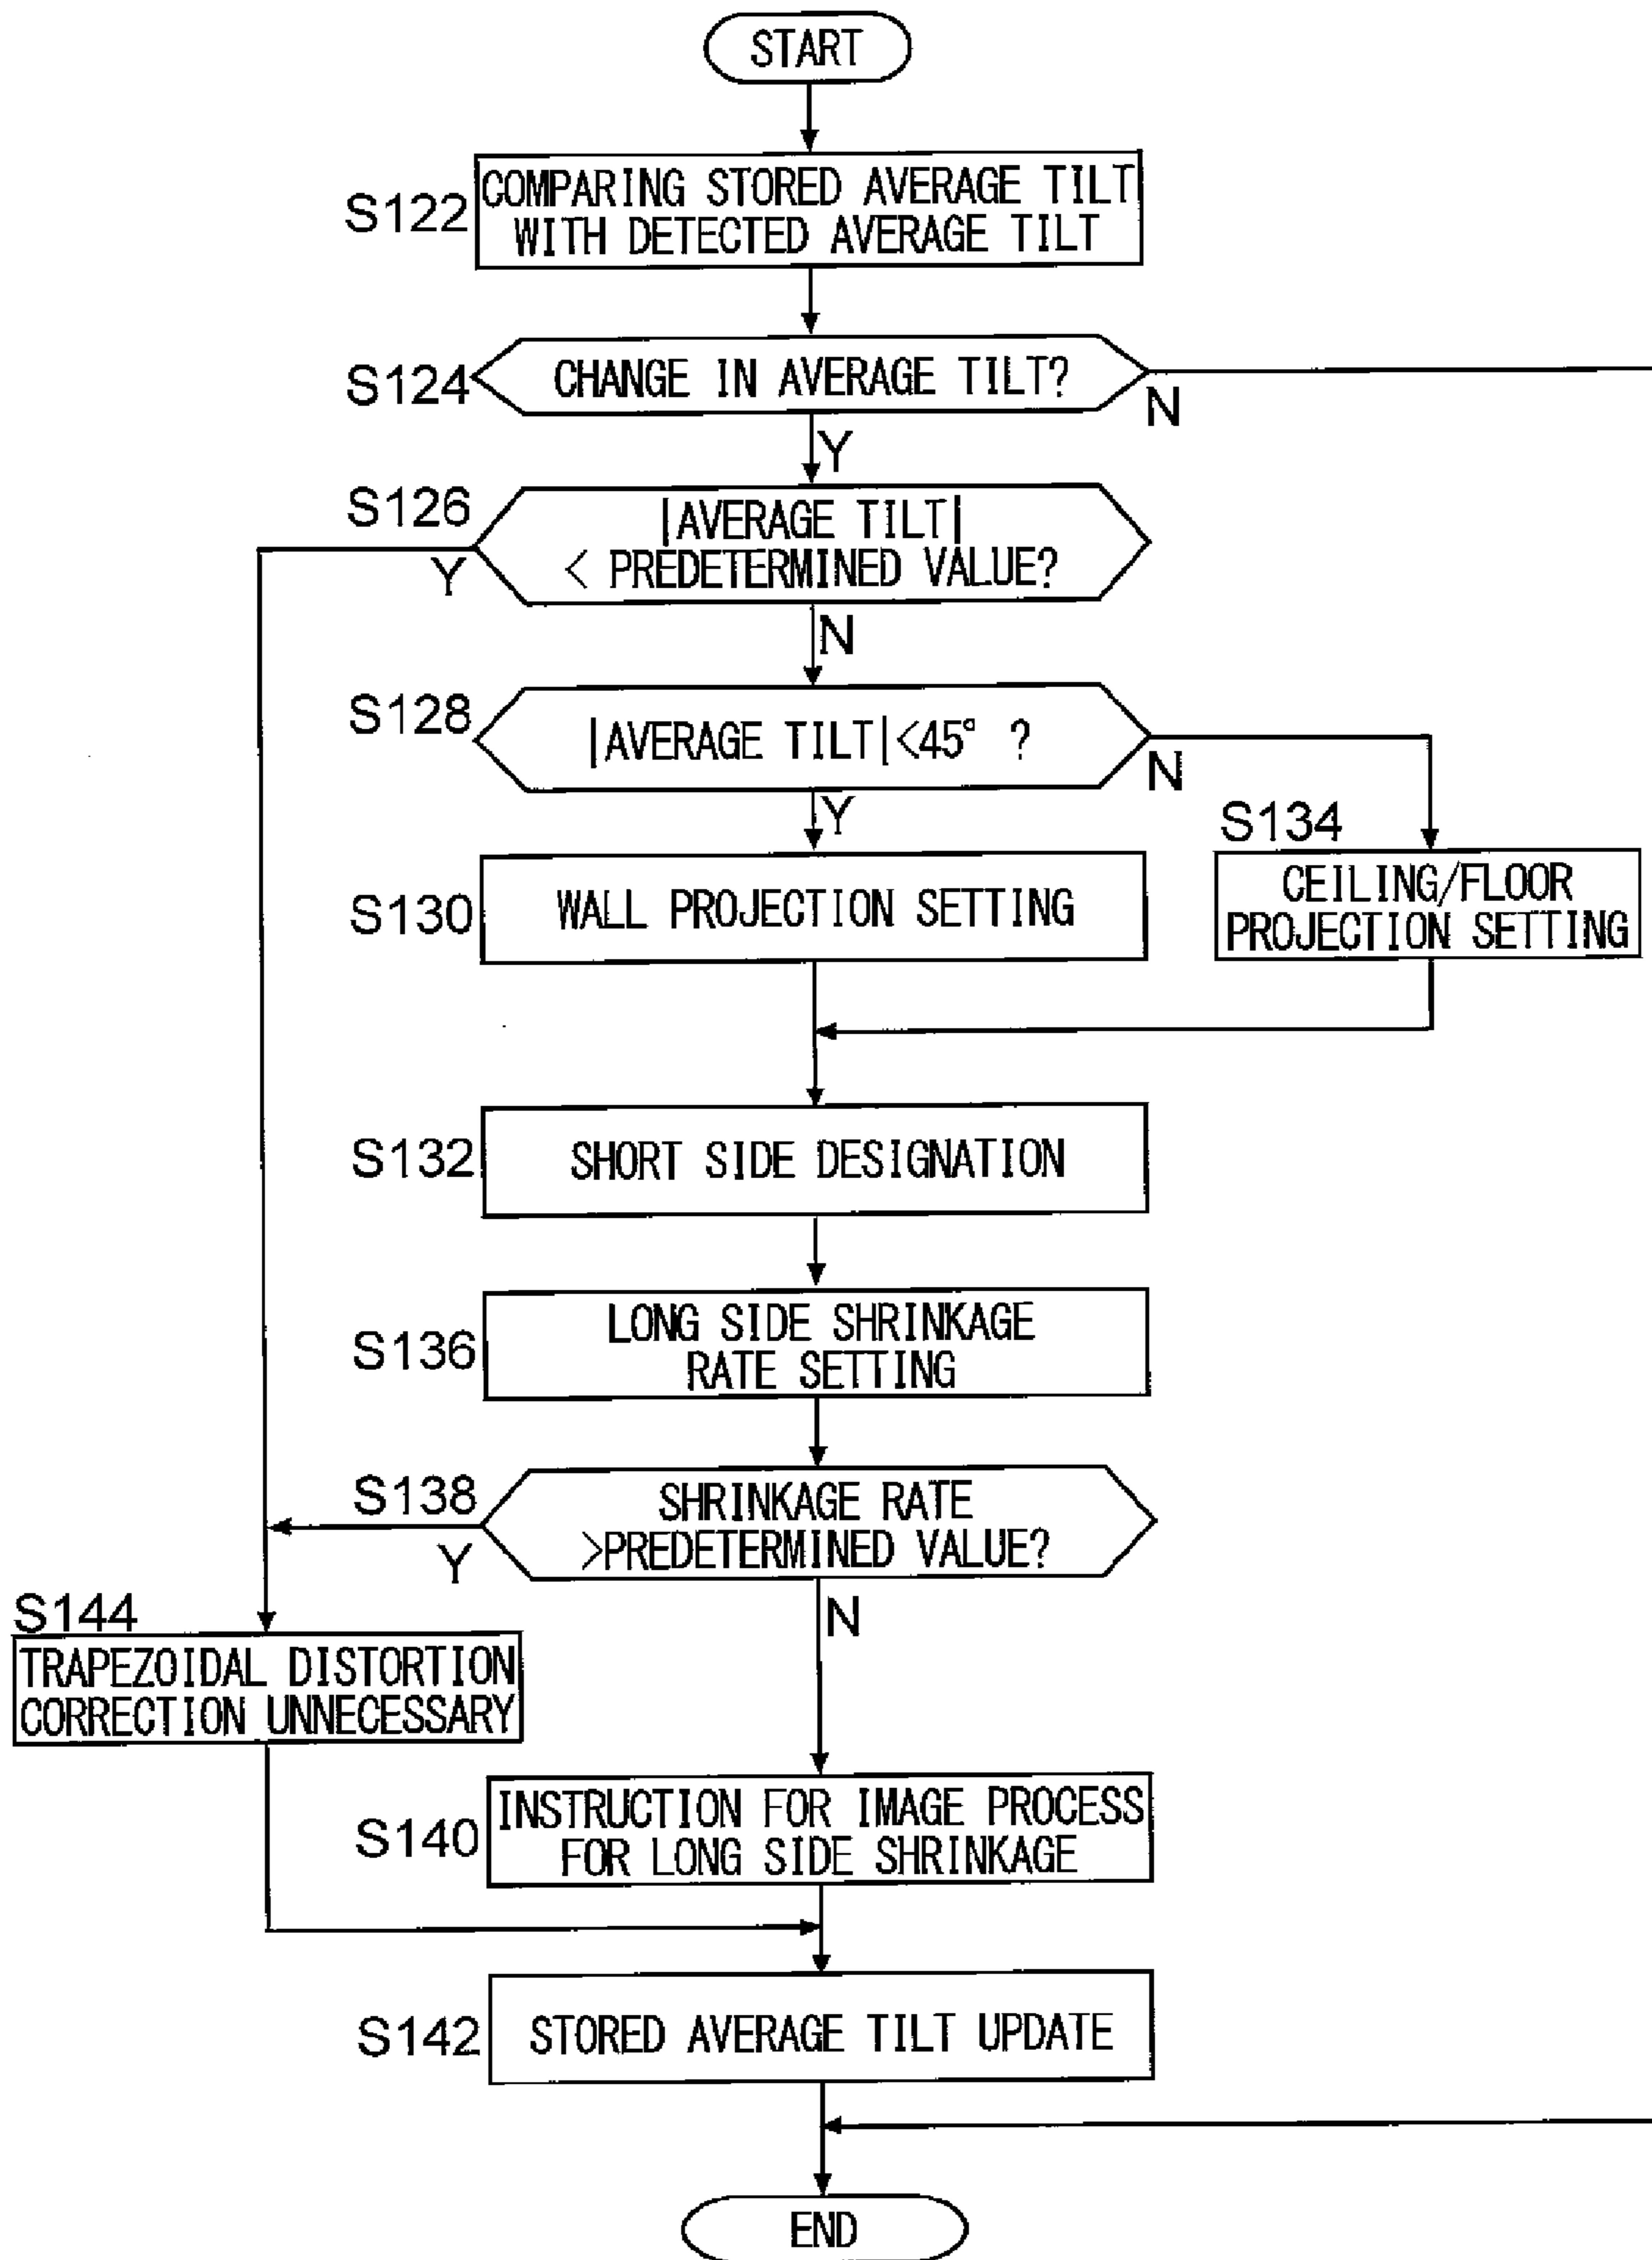 START
S122
COMPARING STORED AVERAGE TILT
WITH DETECTED AVERAGE TILT
S124
CHANGE IN AVERAGE TILT?
N
Y
S126
|AVERAGE TILT|
< PREDETERMINED VALUE?
Y
N
S128
|AVERAGE TILT|<45° ?
N
Y
S134
CEILING/FLOOR
PROJECTION SETTING
S130
WALL PROJECTION SETTING
S132
SHORT SIDE DESIGNATION
S136
LONG SIDE SHRINKAGE
RATE SETTING
S138
SHRINKAGE RATE
>PREDETERMINED VALUE?
Y
N
S144
TRAPEZOIDAL DISTORTION
CORRECTION UNNECESSARY
S140
INSTRUCTION FOR IMAGE PROCESS
FOR LONG SIDE SHRINKAGE
S142
STORED AVERAGE TILT UPDATE
END